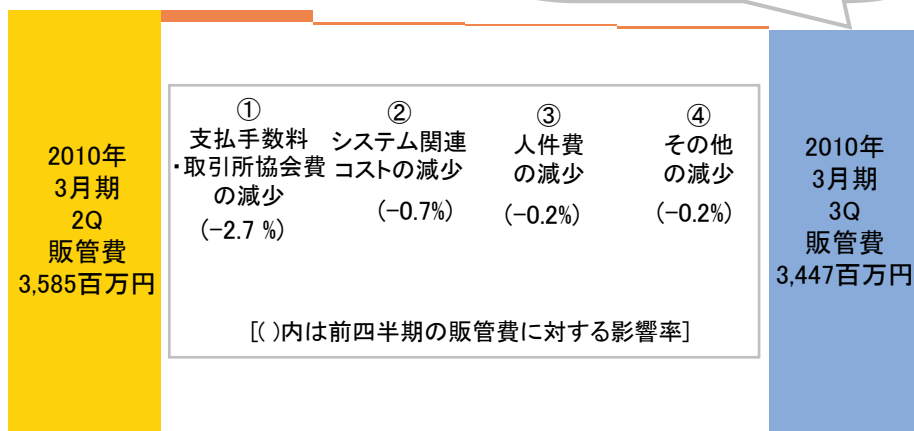 2010年
3月期
2Q
販管費
3,585百万円
①
支払手数料
・取引所協会費
の減少
(-2.7 %)
②
システム関連
コストの減少
(-0.7%)
③
人件費
の減少
(-0.2%)
④
その他
の減少
(-0.2%)
[( )内は前四半期の販管費に対する影響率]
2010年
3月期
3Q
販管費
3,447百万円